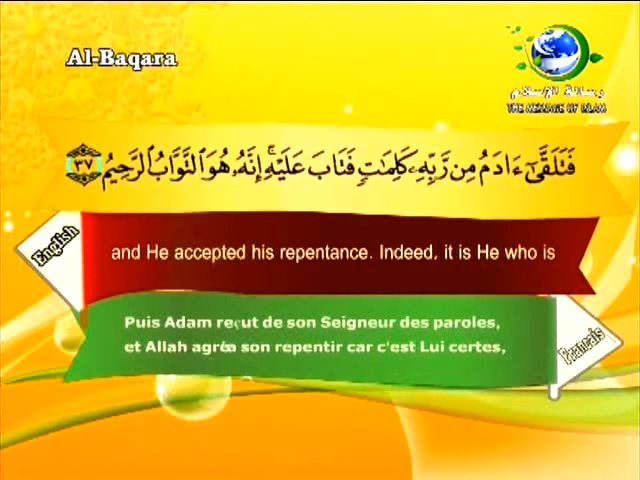 Al-Baqara
رسالة الإسلام
THE MESSAGE OF ISLAM
فَتَلَقَّىٰٓ ءَادَمُ مِن رَّبِّهِۦ كَلِمَٰتٍ فَتَابَ عَلَيْهِۚ إِنَّهُۥ هُوَ ٱلتَّوَّابُ ٱلرَّحِيمُ ٣٧
English
and He accepted his repentance. Indeed, it is He who is
Puis Adam reçut de son Seigneur des paroles,
et Allah agréa son repentir car c'est Lui certes,
Français